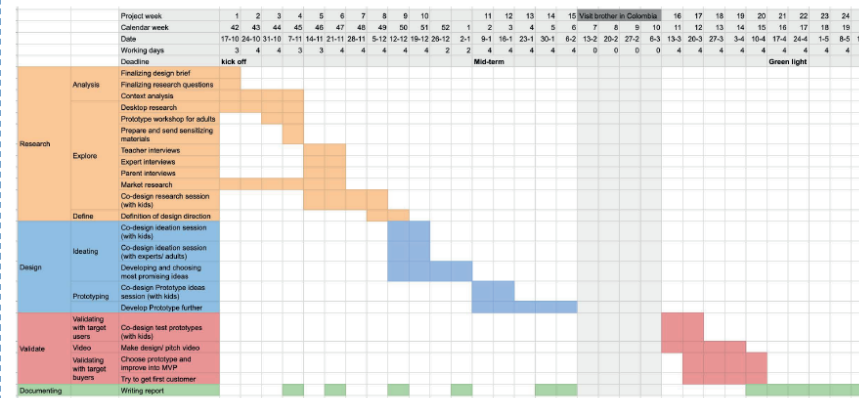 Project week 1 2 3 4 5 6 7 8 9 10 11 12 13 14 15 Visit brother in Colombia 16 17 18 19 20 21 22 23 24
Calendar week 42 43 44 45 46 47 48 49 50 51 52 1 2 3 4 5 6 7 8 9 10 11 12 13 14 15 16 17 18 19
Date 17-10 24-10 31-10 7-11 14-11 21-11 28-11 5-12 12-12 19-12 26-12 2-1 9-1 16-1 23-1 30-1 6-2 13-2 20-2 27-2 6-3 13-3 20-3 27-3 3-4 10-4 17-4 24-4 1-5 8-5
Working days 3 4 4 3 3 4 4 4 4 4 2 2 4 4 4 4 4 0 0 0 0 4 4 4 4 4 4 4 4 4
Deadline kick off Mid-term Green light
Research
Analysis
Finalizing design brief
Finalizing research questions
Context analysis
Explore
Desktop research
Prototype workshop for adults
Prepare and send sensitizing
materials
Teacher interviews
Expert interviews
Parent interviews
Market research
Co-design research session
(with kids)
Define
Definition of design direction
Design
Ideating
Co-design ideation session
(with kids)
Co-design ideation session
(with experts/ adults)
Developing and choosing
most promising ideas
Prototyping
Co-design Prototype ideas
session (with kids)
Develop Prototype further
Validate
Validating
with target
users
Co-design test prototypes
(with kids)
Video
Make design/ pitch video
Validating
with target
buyers
Choose prototype and
improve into MVP
Try to get first customer
Documenting
Writing report